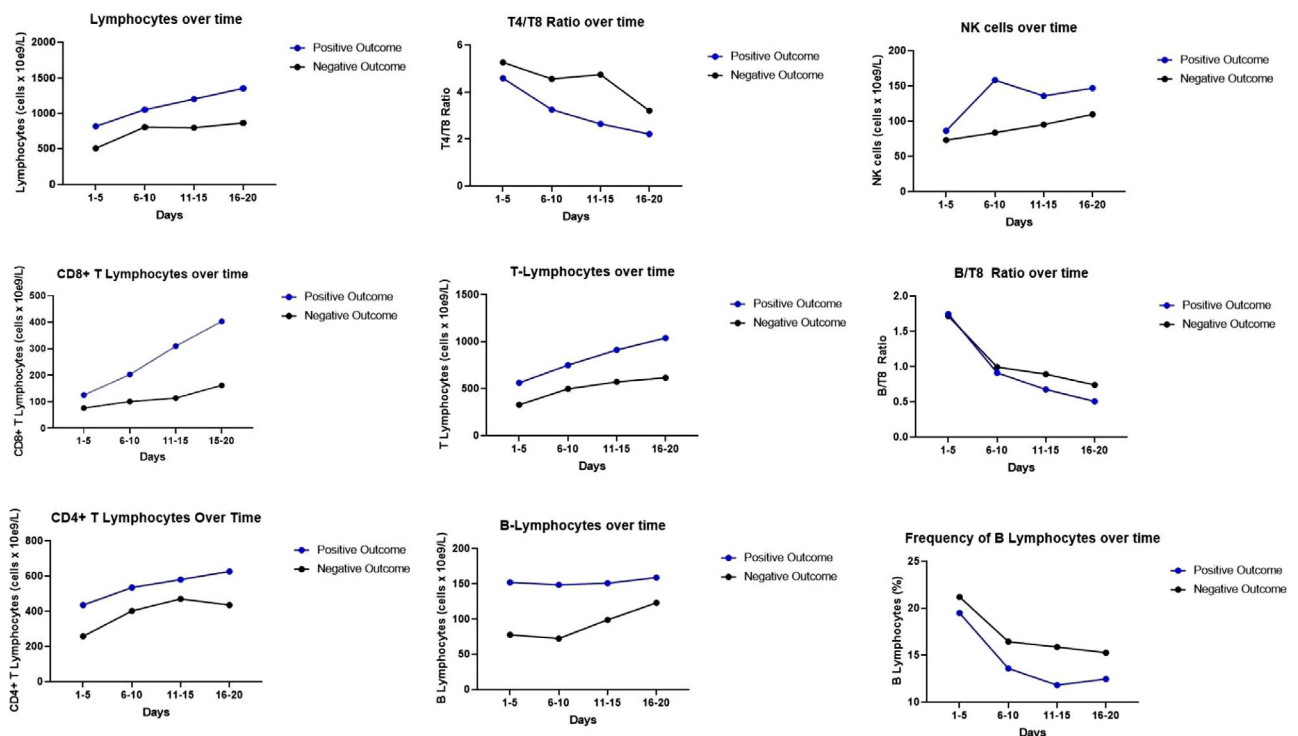 Lymphocytes over time
Lymphocytes (cells x 10e9/L)
2000
1500
1000
500
0
1-5 6-10 11-15 16-20
Days
Positive Outcome
Negative Outcome
T4/T8 Ratio over time
T4/T8 Ratio
6
4
2
0
1-5 6-10 11-15 16-20
Days
Positive Outcome
Negative Outcome
NK cells over time
NK cells (cells x 10e9/L)
200
150
100
50
0
1-5 6-10 11-15 16-20
Days
Positive Outcome
Negative Outcome
CD8+ T Lymphocytes over time
CD8+ T Lymphocytes (cells x 10e9/L)
500
400
300
200
100
0
1-5 6-10 11-15 15-20
Days
Positive Outcome
Negative Outcome
T-Lymphocytes over time
T Lymphocytes (cells x 10e9/L)
1500
1000
500
0
1-5 6-10 11-15 16-20
Days
Positive Outcome
Negative Outcome
B/T8 Ratio over time
B/T8 Ratio
2.0
1.5
1.0
0.5
0.0
1-5 6-10 11-15 16-20
Days
Positive Outcome
Negative Outcome
CD4+ T Lymphocytes Over Time
CD4+ T Lymphocytes (cells x 10e9/L)
800
600
400
200
0
1-5 6-10 11-15 16-20
Days
Positive Outcome
Negative Outcome
B-Lymphocytes over time
B Lymphocytes (cells x 10e9/L)
200
150
100
50
0
1-5 6-10 11-15 16-20
Days
Positive Outcome
Negative Outcome
Frequency of B Lymphocytes over time
B Lymphocytes (%)
25
20
15
10
1-5 6-10 11-15 16-20
Days
Positive Outcome
Negative Outcome